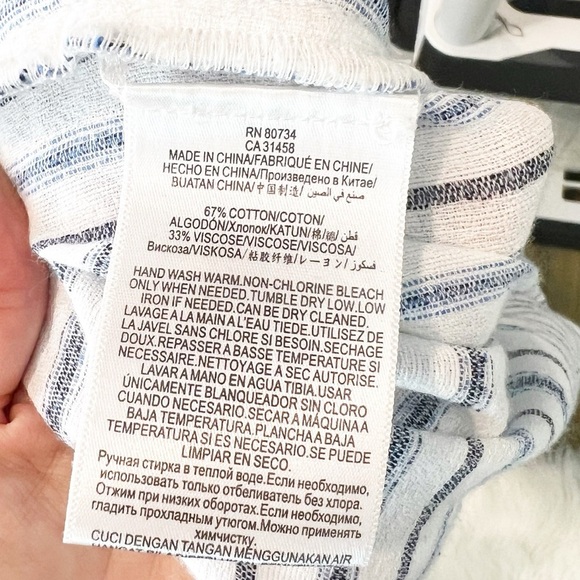 RN 80734
CA 31458
MADE IN CHINA/FABRIQUÉ EN CHINE/
HECHO EN CHINA/Произведено в Китае/
BUATAN CHINA/中国制造/صنع في الصين/
67% COTTON/COTON/
ALGODÓN/Хлопок/KATUN/棉/綿/قطن/
33% VISCOSE/VISCOSE/VISCOSA/
Вискоза/VISKOSA/粘胶纤维/レーヨン/فسكوز/
HAND WASH WARM.NON-CHLORINE BLEACH
ONLY WHEN NEEDED.TUMBLE DRY LOW.LOW
IRON IF NEEDED.CAN BE DRY CLEANED.
LAVAGE A LA MAIN A L'EAU TIEDE.UTILISEZ DE
LA JAVEL SANS CHLORE SI BESOIN.SECHAGE
DOUX.REPASSER A BASSE TEMPERATURE SI
NECESSAIRE.NETTOYAGE A SEC AUTORISE.
LAVAR A MANO EN AGUA TIBIA.USAR
ÚNICAMENTE BLANQUEADOR SIN CLORO
CUANDO NECESARIO.SECAR A MÁQUINA A
BAJA TEMPERATURA.PLANCHA A BAJA
TEMPERATURA SI ES NECESARIO.SE PUEDE
LIMPIAR EN SECO.
Ручная стирка в теплой воде.Если необходимо,
использовать только отбеливатель без хлора.
Отжим при низких оборотах.Если необходимо,
гладить прохладным утюгом.Можно применять
химчистку.
CUCI DENGAN TANGAN MENGGUNAKAN AIR